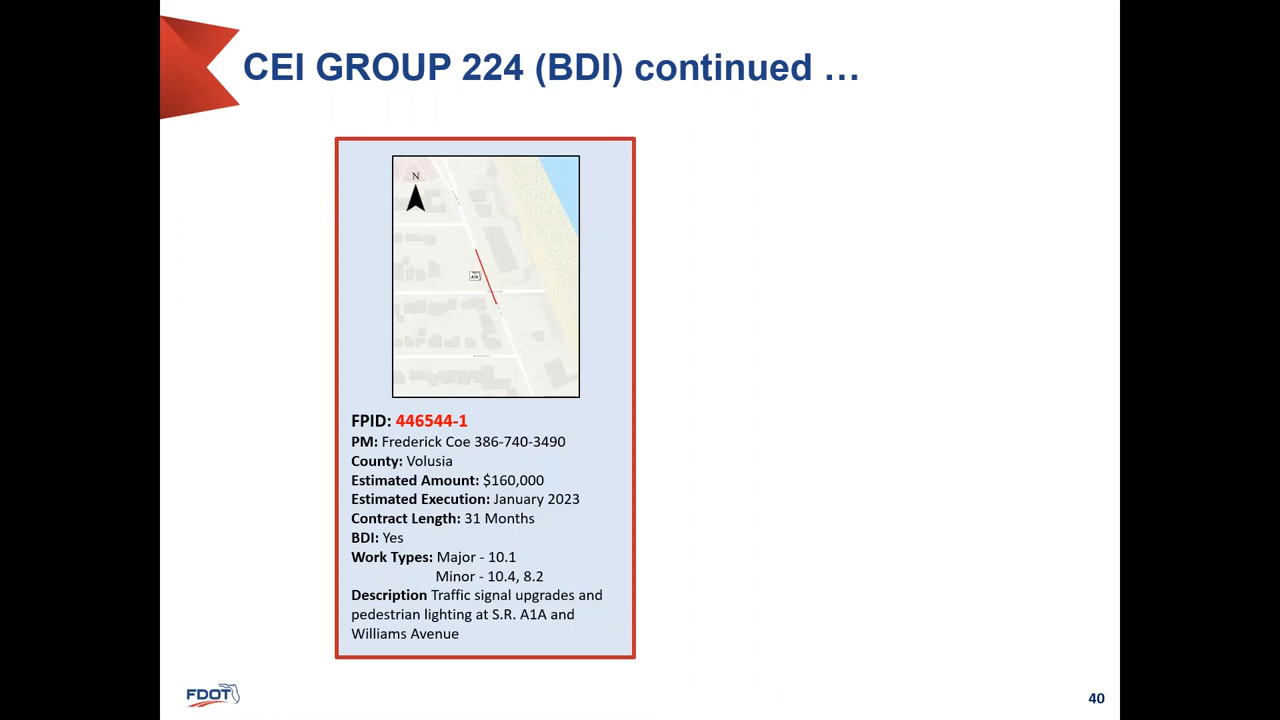 CEI GROUP 224 (BDI) continued …
N
A1A
FPID: 446544-1
PM: Frederick Coe 386-740-3490
County: Volusia
Estimated Amount: $160,000
Estimated Execution: January 2023
Contract Length: 31 Months
BDI: Yes
Work Types: Major - 10.1
Minor - 10.4, 8.2
Description Traffic signal upgrades and
pedestrian lighting at S.R. A1A and
Williams Avenue
FDOT
40